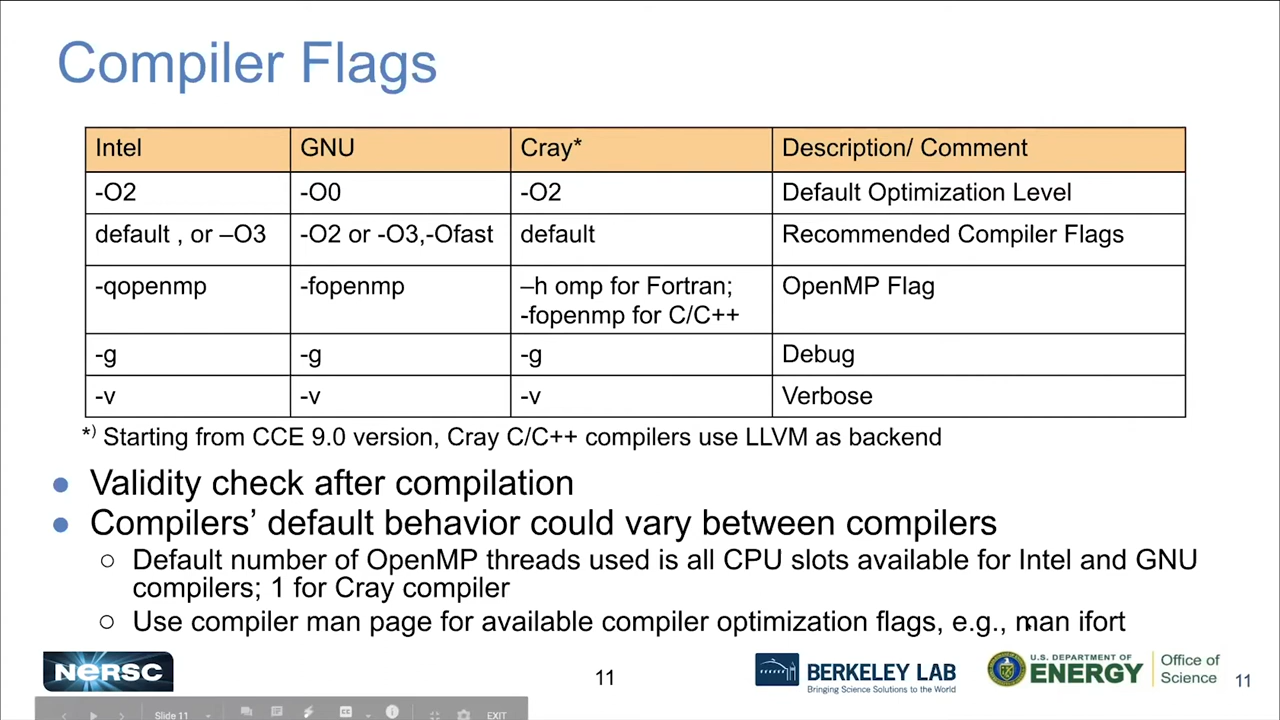 Compiler Flags
Intel GNU Cray* Description/ Comment
-O2 -O0 -O2 Default Optimization Level
default , or –O3 -O2 or -O3,-Ofast default Recommended Compiler Flags
-qopenmp -fopenmp –h omp for Fortran; OpenMP Flag
-fopenmp for C/C++
-g -g -g Debug
-v -v -v Verbose
*) Starting from CCE 9.0 version, Cray C/C++ compilers use LLVM as backend
● Validity check after compilation
● Compilers’ default behavior could vary between compilers
○ Default number of OpenMP threads used is all CPU slots available for Intel and GNU
compilers; 1 for Cray compiler
○ Use compiler man page for available compiler optimization flags, e.g., man ifort
NERSC
11
BERKELEY LAB
Bringing Science Solutions to the World
U.S. DEPARTMENT OF
ENERGY
Office of
Science
11
Slide 11
CC
EXIT